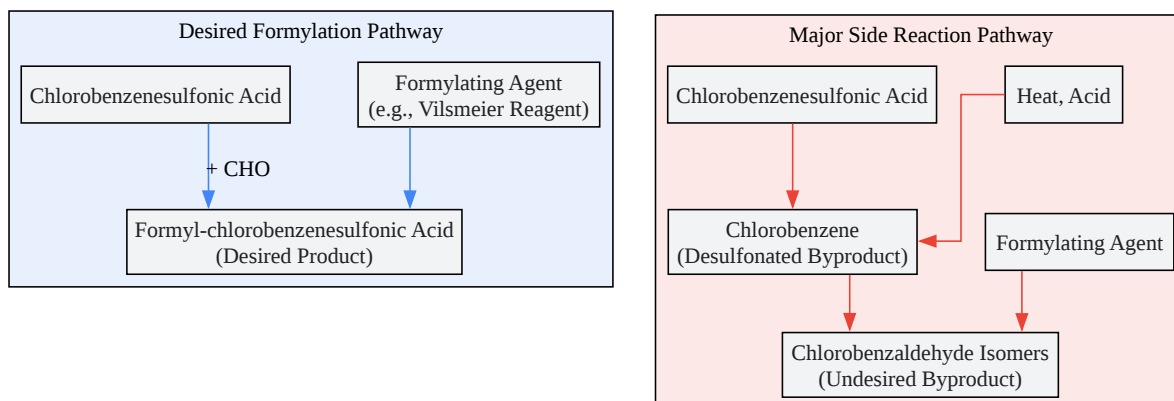 Desired Formylation Pathway
Chlorobenzenesulfonic Acid
Formylating Agent
(e.g., Vilsmeier Reagent)
+ CHO
Formyl-chlorobenzenesulfonic Acid
(Desired Product)
Major Side Reaction Pathway
Chlorobenzenesulfonic Acid
Heat, Acid
Chlorobenzene
(Desulfonated Byproduct)
Formylating Agent
Chlorobenzaldehyde Isomers
(Undesired Byproduct)